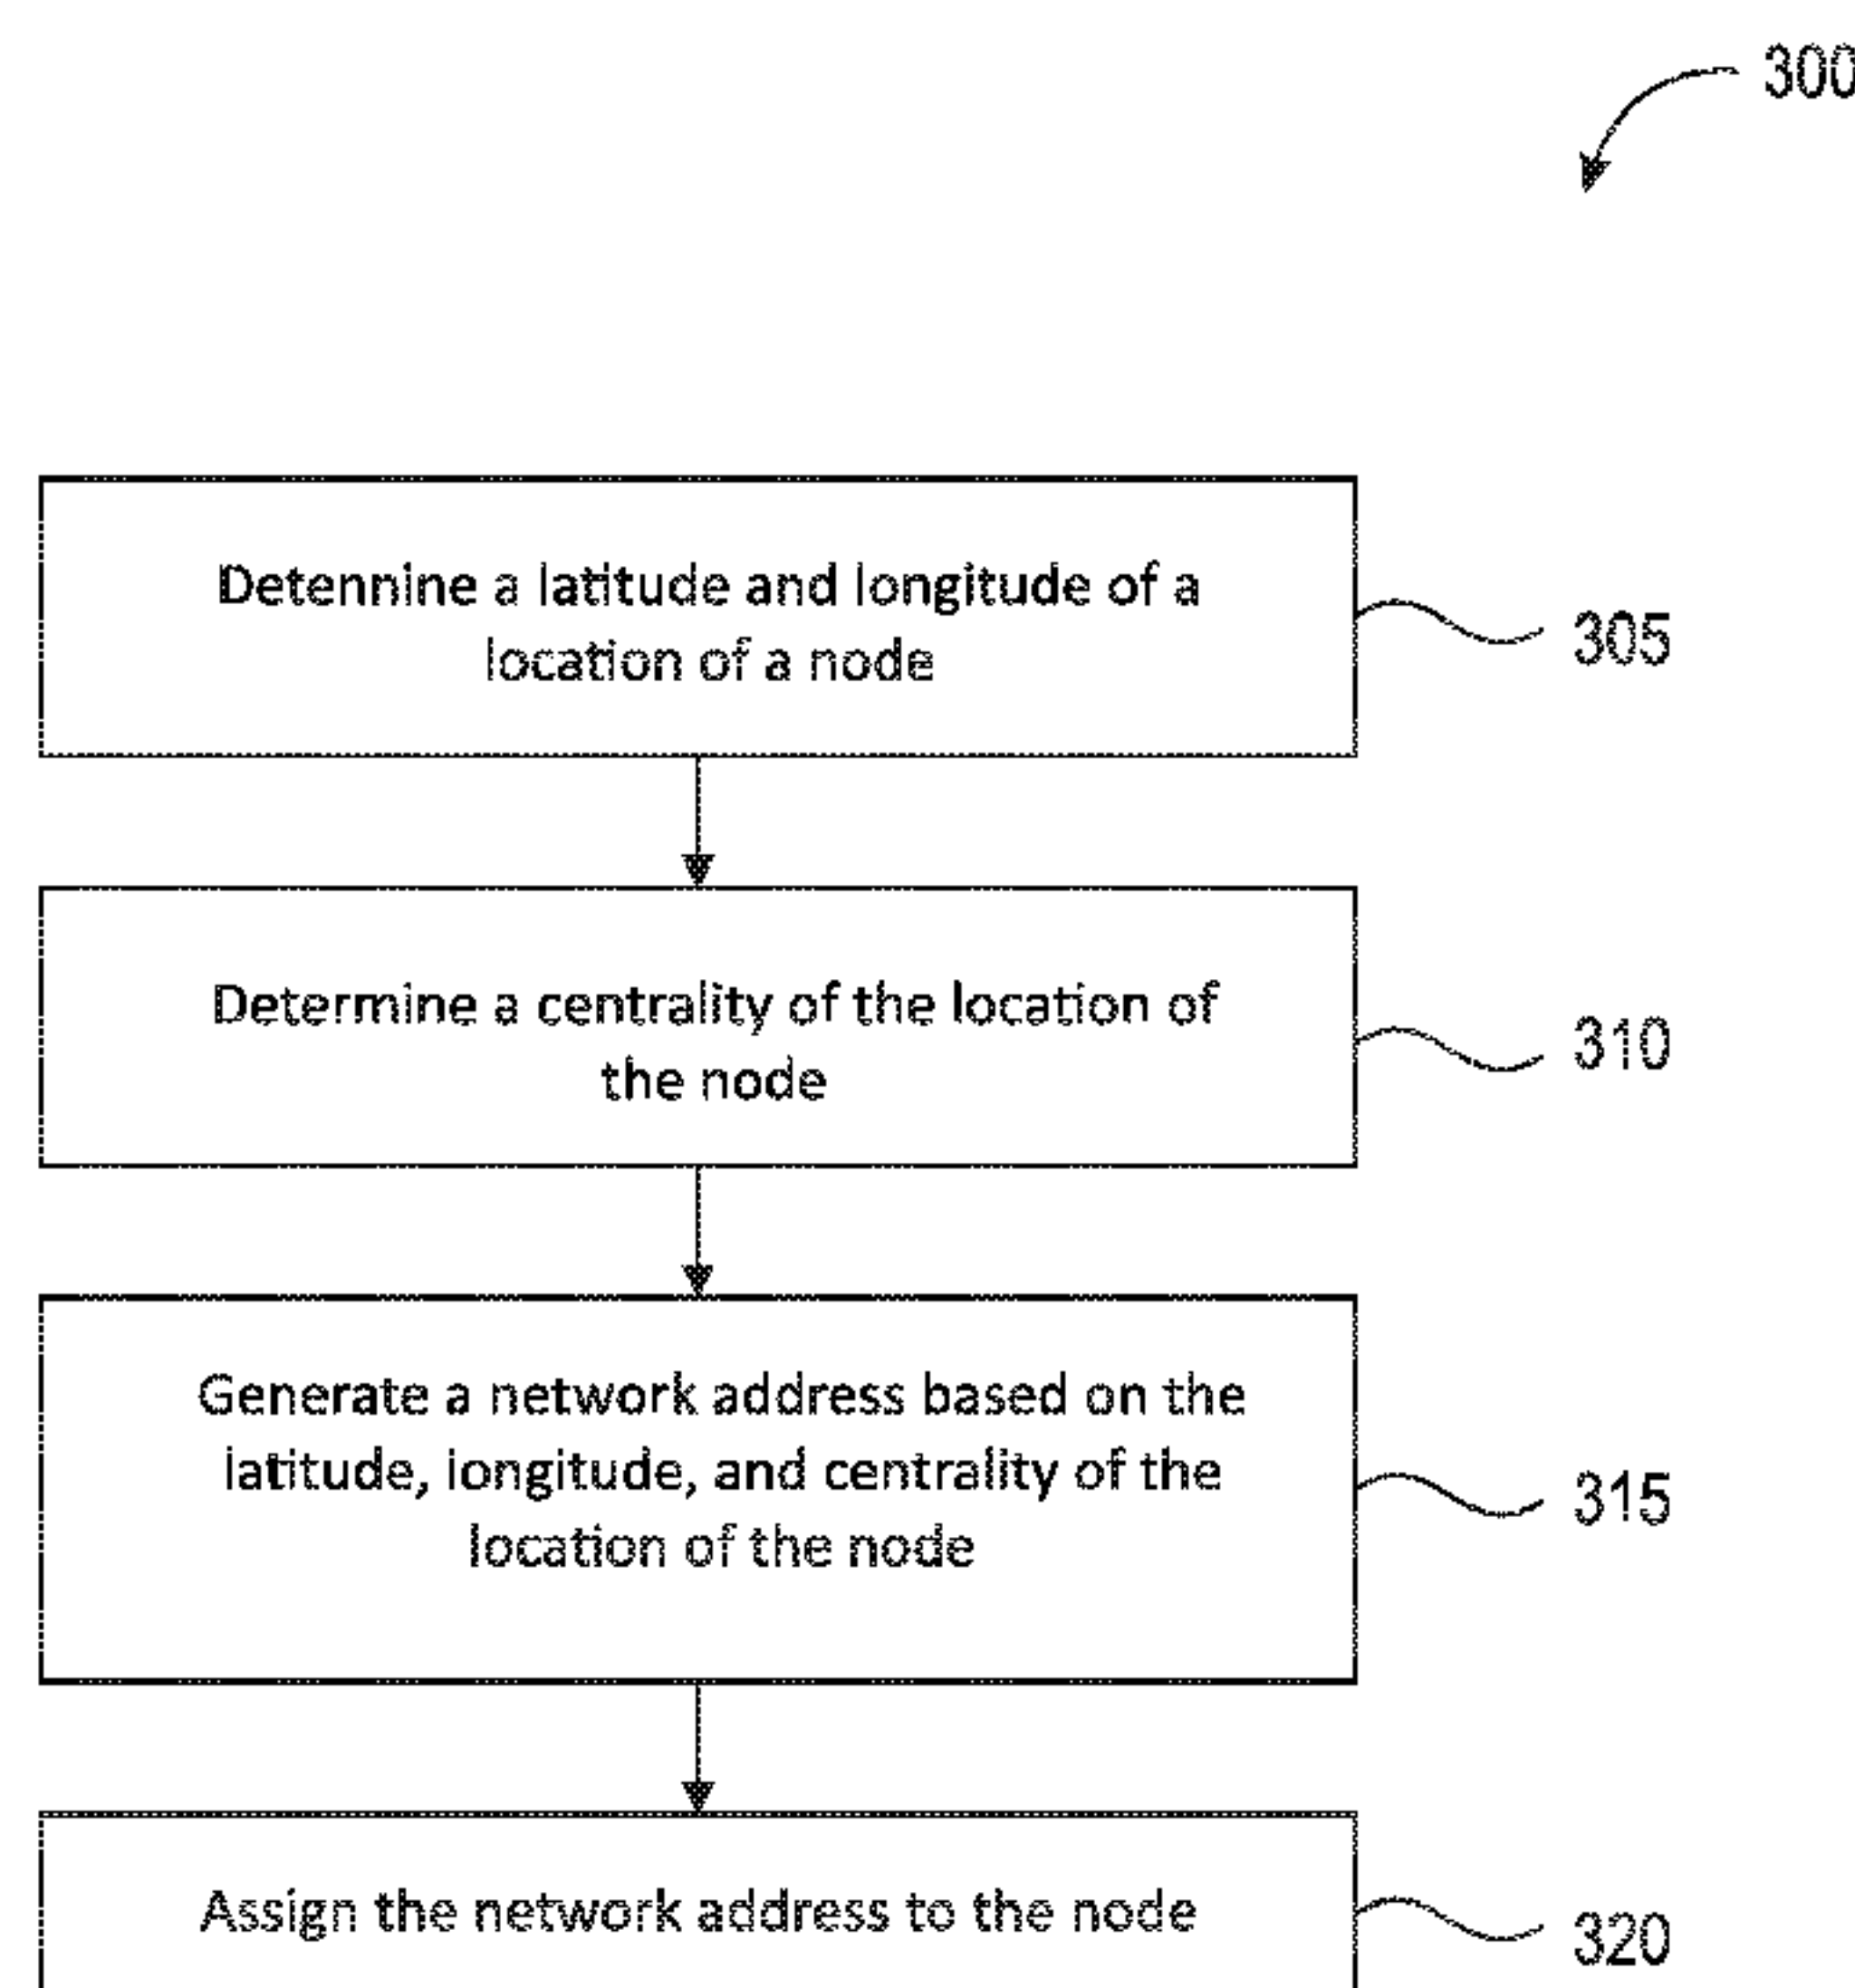 300
Detennine a latitude and longitude of a
location of a node
305
Determine a centrality of the location of
the node
310
Generate a network address based on the
latitude, longitude, and centrality of the
location of the node
315
Assign the network address to the node
320